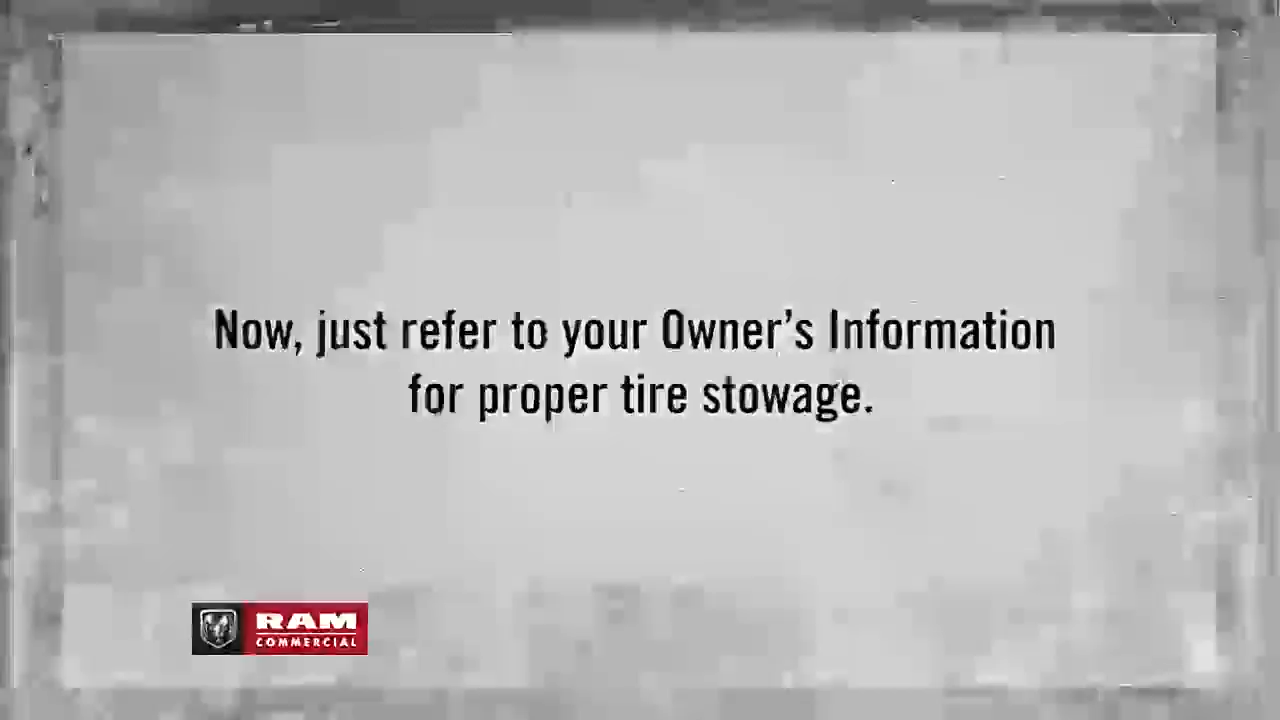 Now, just refer to your Owner's Information
for proper tire stowage.
RAM
COMMERCIAL